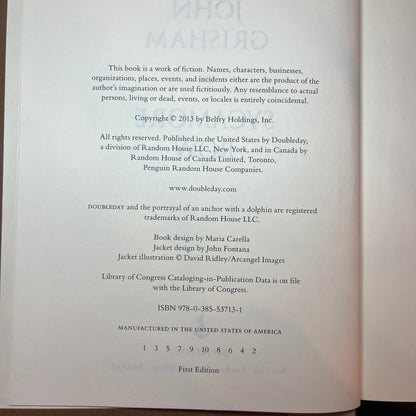 This book is a work of fiction. Names, characters, businesses,
organizations, places, events, and incidents either are the product of the
author's imagination or are used fictitiously. Any resemblance to actual
persons, living or dead, events, or locales is entirely coincidental.
Copyright © 2013 by Belfry Holdings, Inc.
All rights reserved. Published in the United States by Doubleday,
a division of Random House LLC, New York, and in Canada by
Random House of Canada Limited, Toronto,
Penguin Random House Companies.
www.doubleday.com
DOUBLEDAY and the portrayal of an anchor with a dolphin are registered
trademarks of Random House LLC.
Book design by Maria Carella
Jacket design by John Fontana
Jacket illustration © David Ridley/Arcangel Images
Library of Congress Cataloging-in-Publication Data is on file
with the Library of Congress.
ISBN 978-0-385-53713-1
MANUFACTURED IN THE UNITED STATES OF AMERICA
1 3 5 7 9 10 8 6 4 2
First Edition